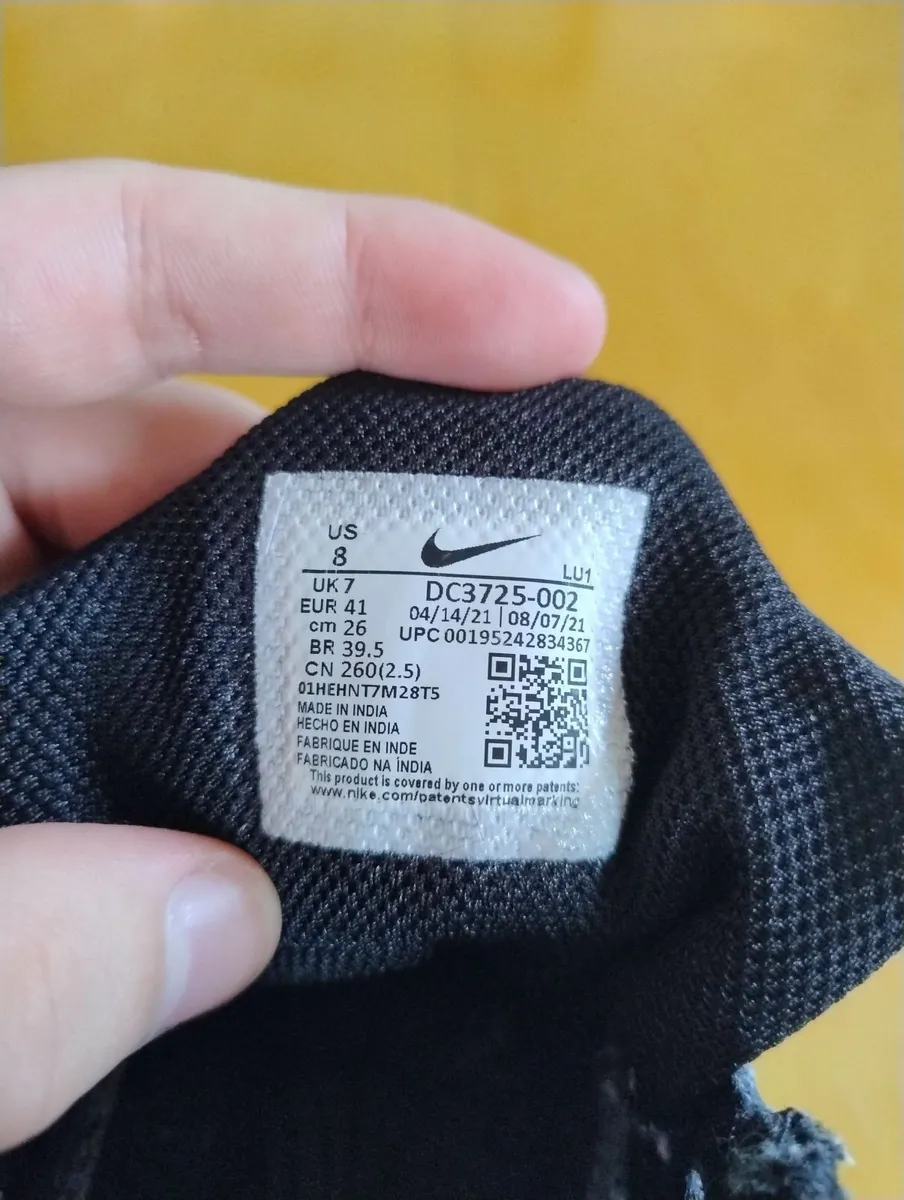 US
8
LU1
UK 7
DC3725-002
EUR 41
04/14/21 | 08/07/21
cm 26
UPC 00195242834367
BR 39.5
CN 260(2.5)
01HEHNT7M28T5
MADE IN INDIA
HECHO EN INDIA
FABRIQUE EN INDE
FABRICADO NA ÍNDIA
This product is covered by one or more patents:
www.nike.com/patentsvirtualmarking